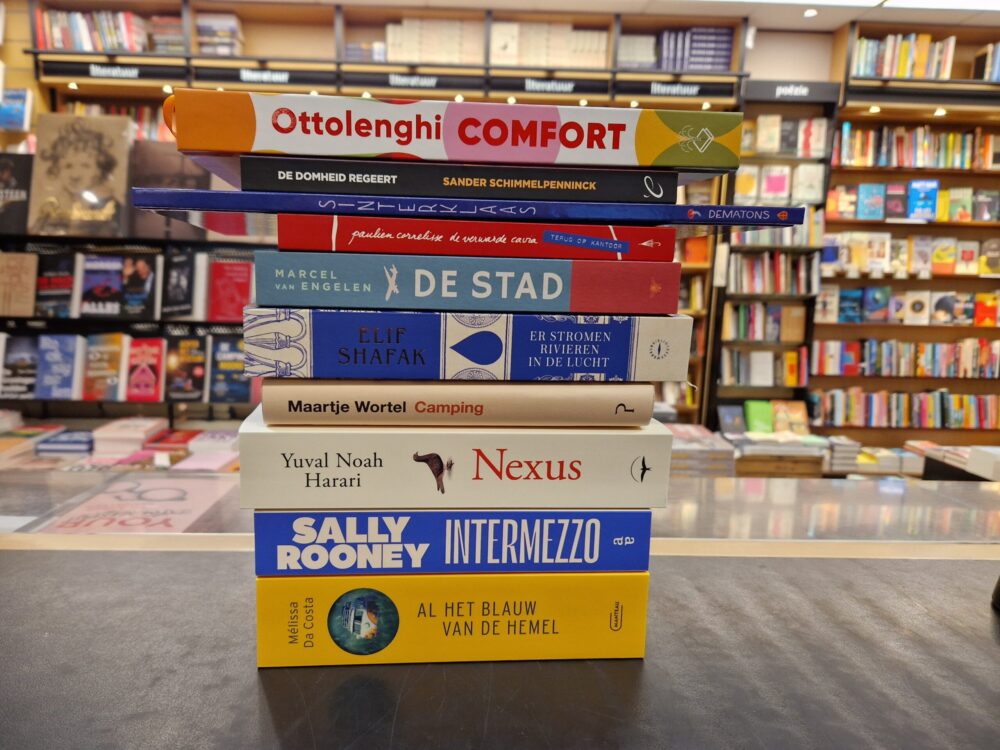 literatuur
literatuur
literatuur
literatuur
literatuur
poëzie
Ottolenghi COMFORT
DE DOMHEID REGEERT SANDER SCHIMMELPENNINCK
SINTERKLAAS DEMATONS
paulien cornelisse de verwarde cavia TERUG OP KANTOOR
MARCEL
VAN ENGELEN
DE STAD
ELIF
SHAFAK
ER STROMEN
RIVIEREN
IN DE LUCHT
Maartje Wortel Camping
Yuval Noah
Harari
Nexus
SALLY
ROONEY
INTERMEZZO
aa
Mélissa
Da Costa
AL HET BLAUW
VAN DE HEMEL
ALLES